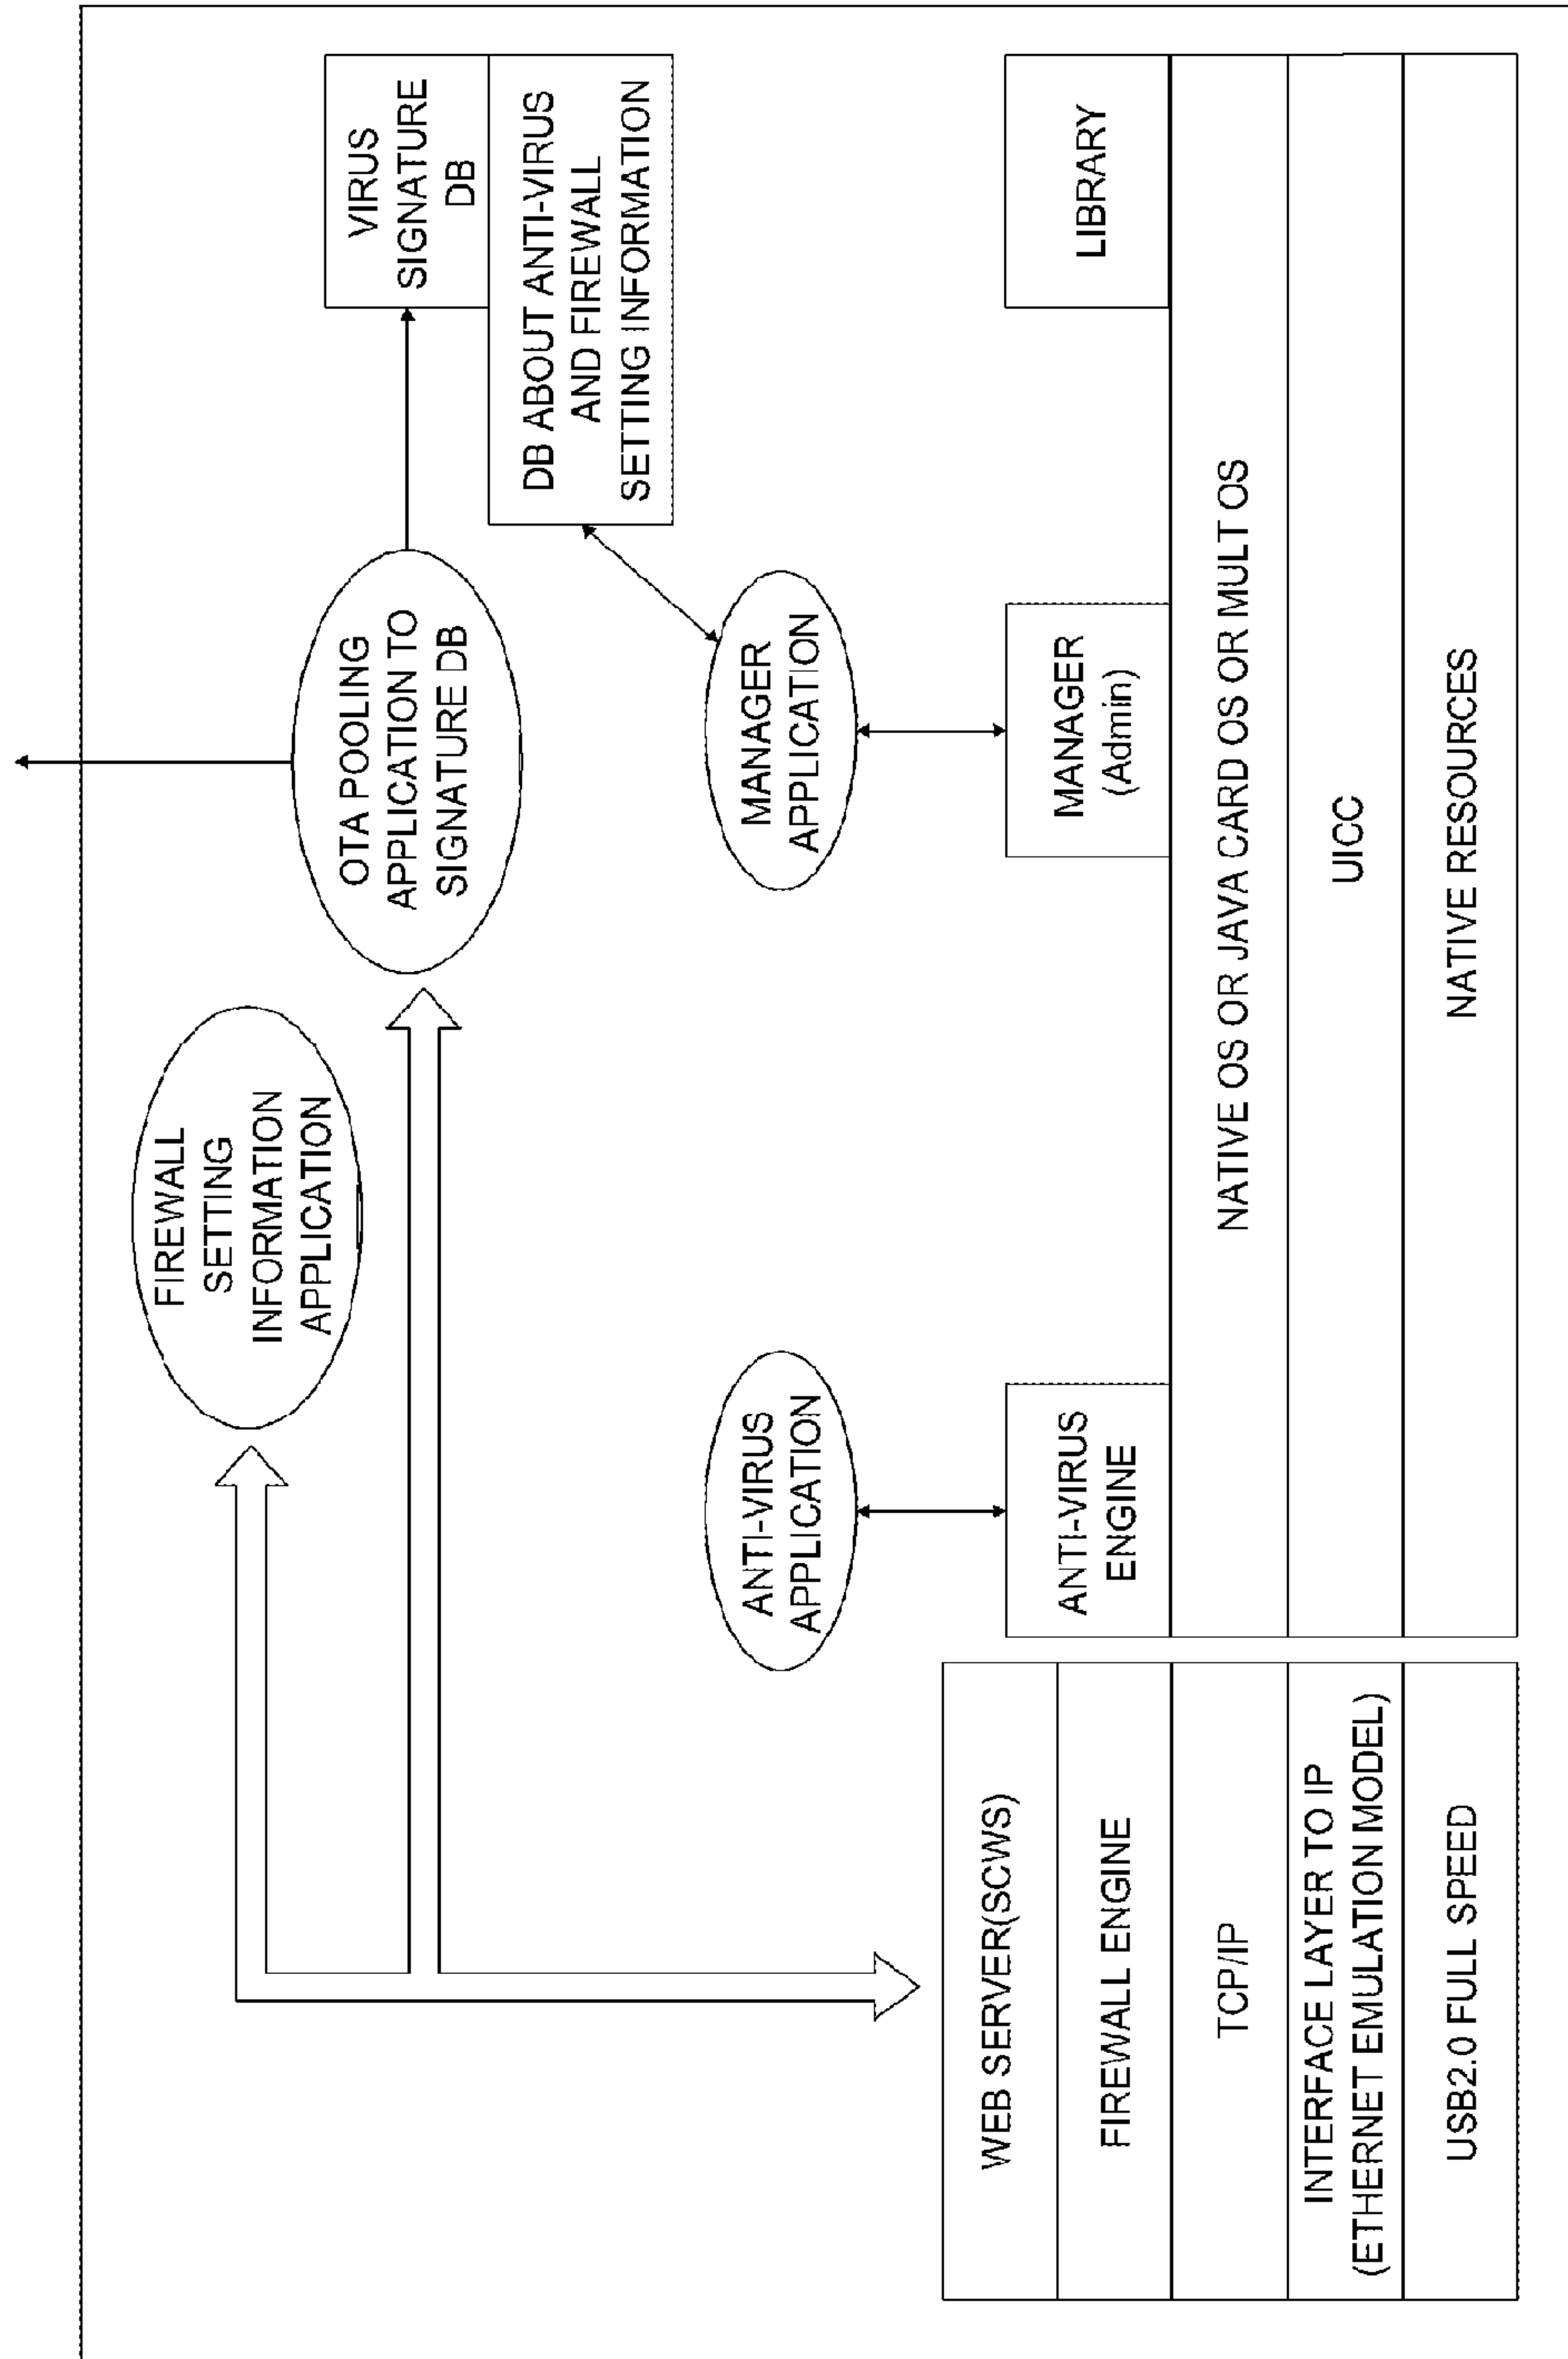 FIREWALL
SETTING
INFORMATION
APPLICATION
OTA POOLING
APPLICATION TO
SIGNATURE DB
VIRUS
SIGNATURE
DB
DB ABOUT ANTI-VIRUS
AND FIREWALL
SETTING INFORMATION
ANTI-VIRUS
APPLICATION
MANAGER
APPLICATION
WEB SERVER(SCWS)
FIREWALL ENGINE
TCP/IP
INTERFACE LAYER TO IP
(ETHERNET EMULATION MODEL)
USB2.0 FULL SPEED
ANTI-VIRUS
ENGINE
MANAGER
(Admin)
LIBRARY
NATIVE OS OR JAVA CARD OS OR MULT OS
UICC
NATIVE RESOURCES